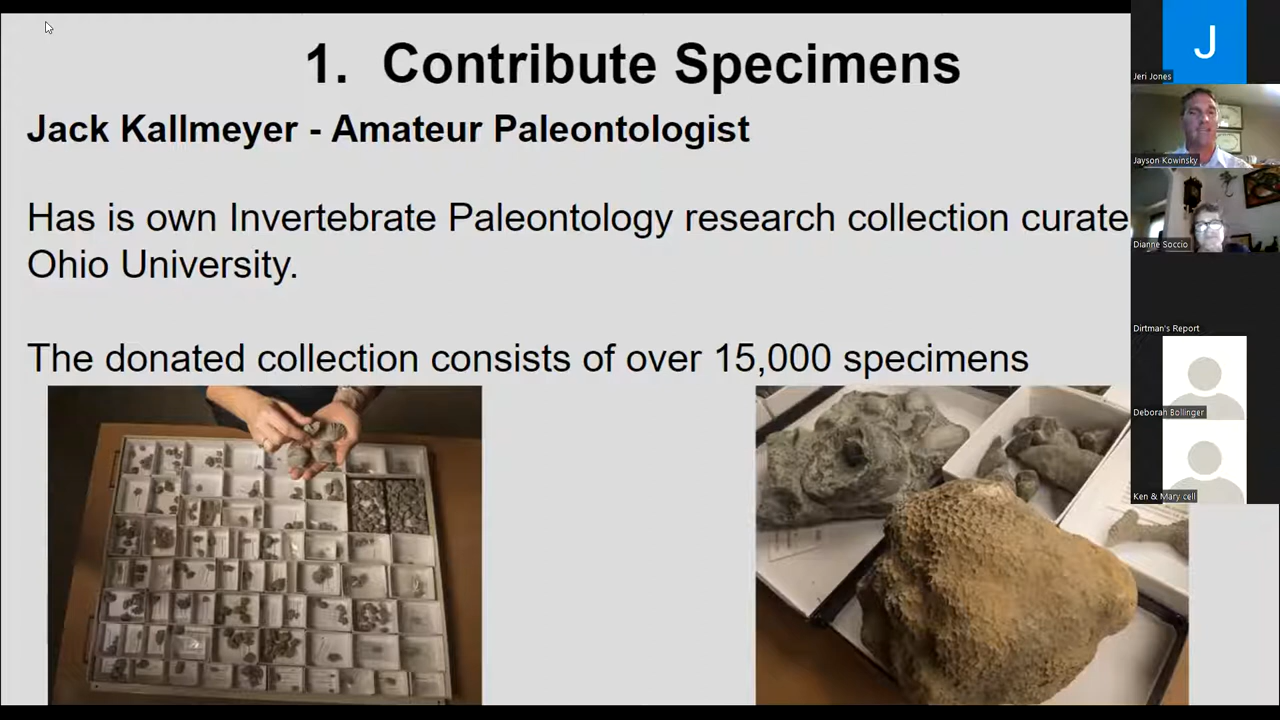 1. Contribute Specimens
Jack Kallmeyer - Amateur Paleontologist
Has is own Invertebrate Paleontology research collection curate
Ohio University.
The donated collection consists of over 15,000 specimens
J
Jeri Jones
Jayson Kowinsky
Dianne Soccio
Dirtman's Report
Deborah Bollinger
Ken & Mary cell